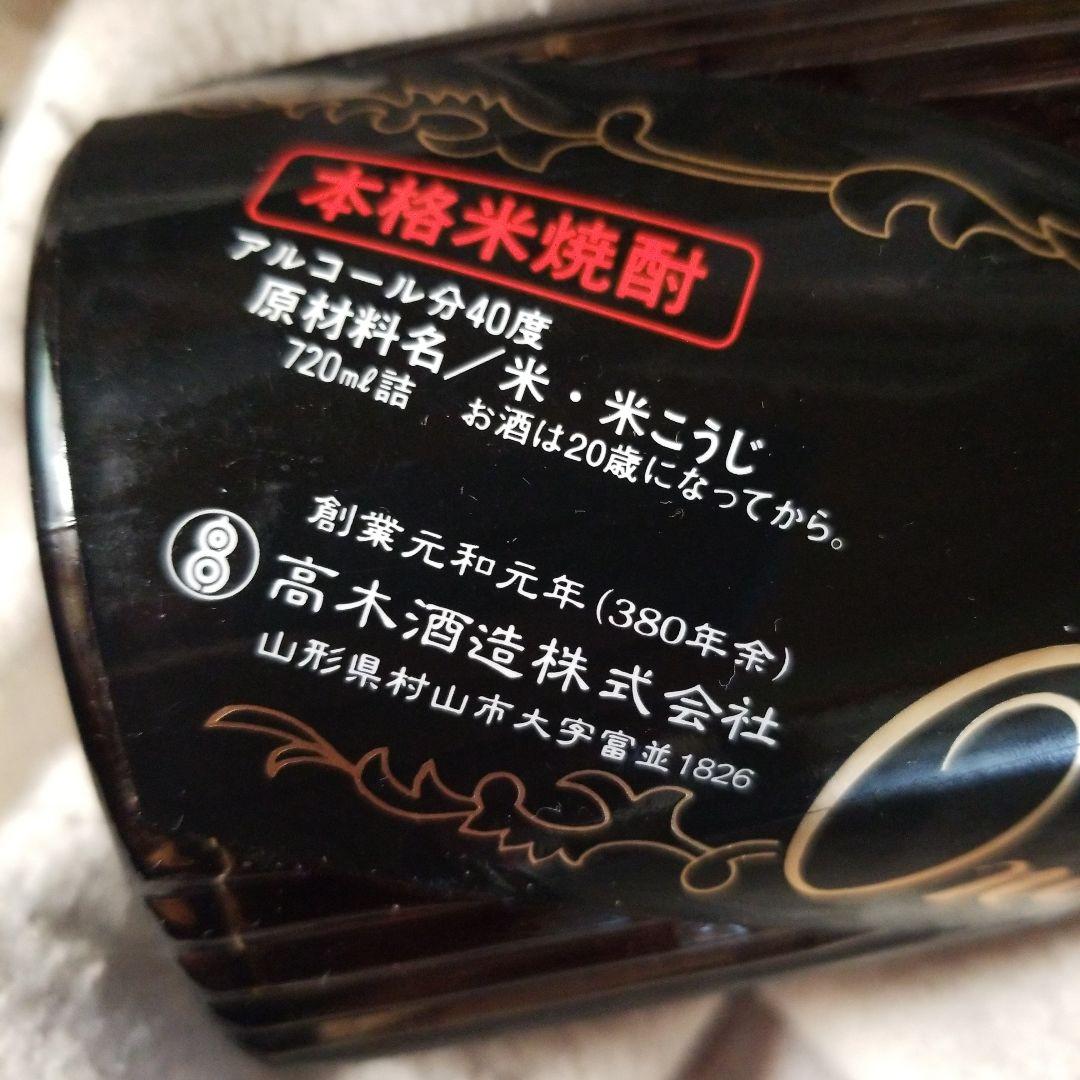 本格米焼酎
アルコール分40度
原材料名／米・米こうじ
720mℓ詰 お酒は20歳になってから。
創業元和元年(380年余)
高木酒造株式会社
山形県村山市大字富並1826